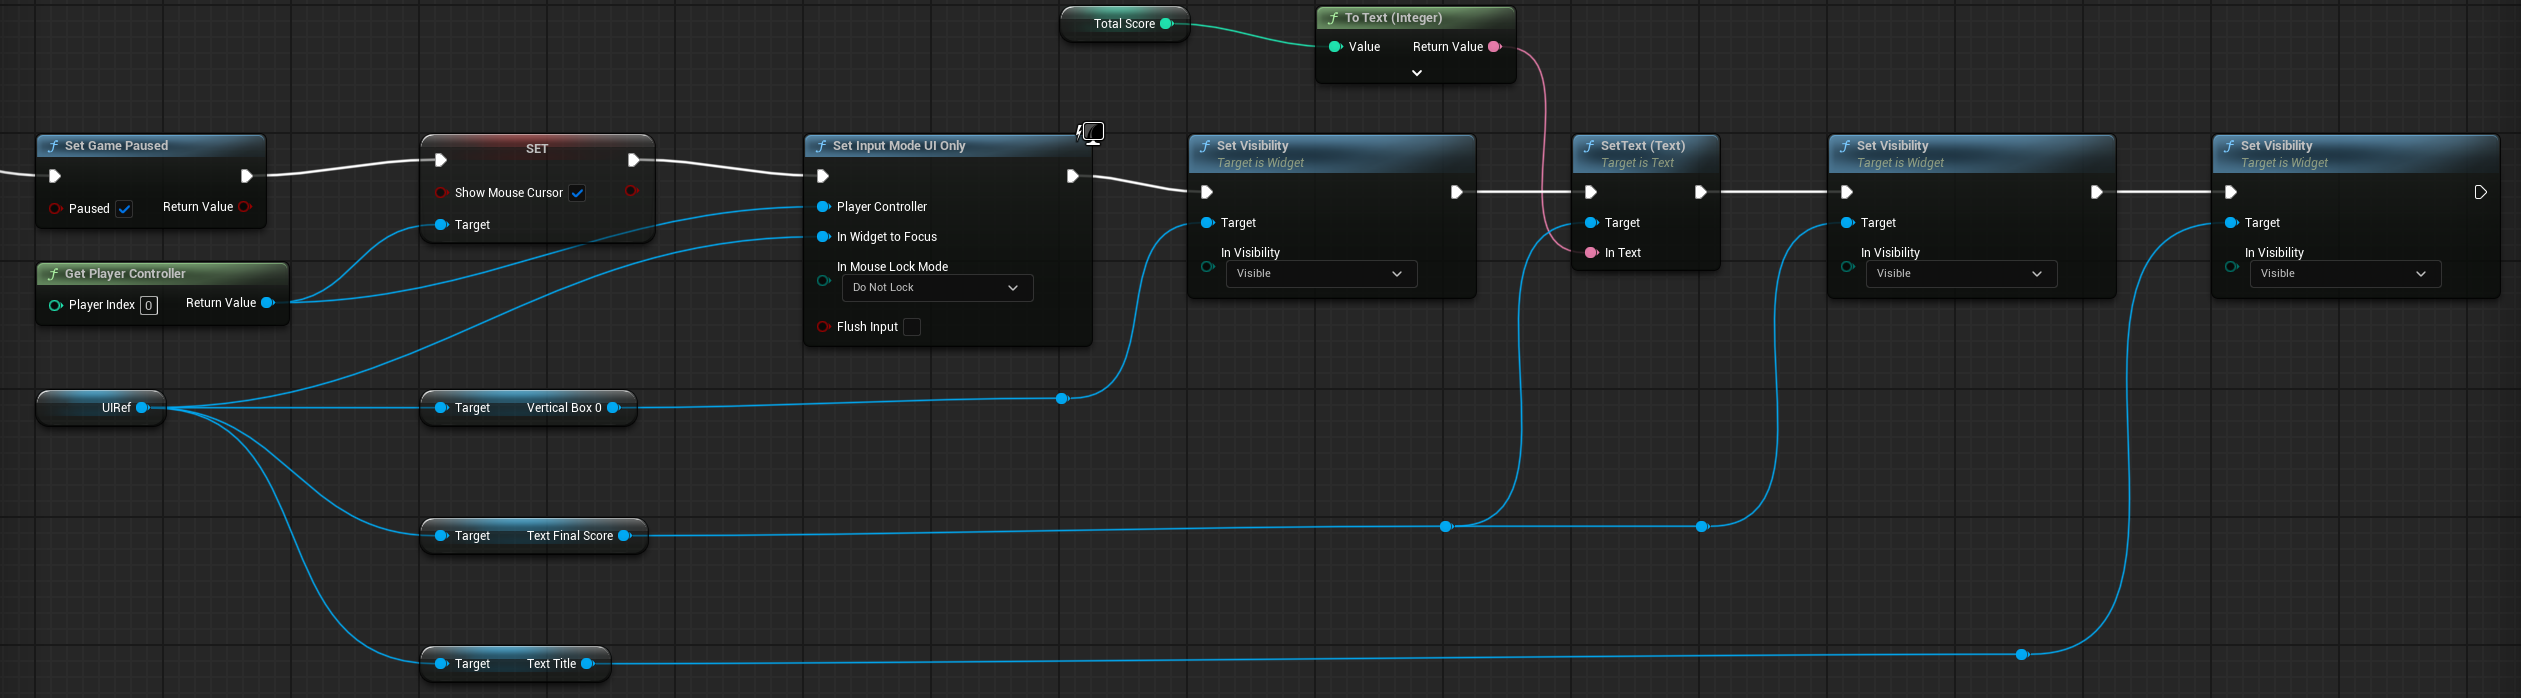 Total Score
To Text (Integer)
Value Return Value
Set Game Paused
Paused Return Value
SET
Show Mouse Cursor
Target
Set Input Mode UI Only
Player Controller
In Widget to Focus
In Mouse Lock Mode
Do Not Lock
Flush Input
Set Visibility
Target is Widget
Target
In Visibility
Visible
SetText (Text)
Target is Text
Target
In Text
Set Visibility
Target is Widget
Target
In Visibility
Visible
Set Visibility
Target is Widget
Target
In Visibility
Visible
Get Player Controller
Player Index 0 Return Value
UIRef
Target Vertical Box 0
Target Text Final Score
Target Text Title